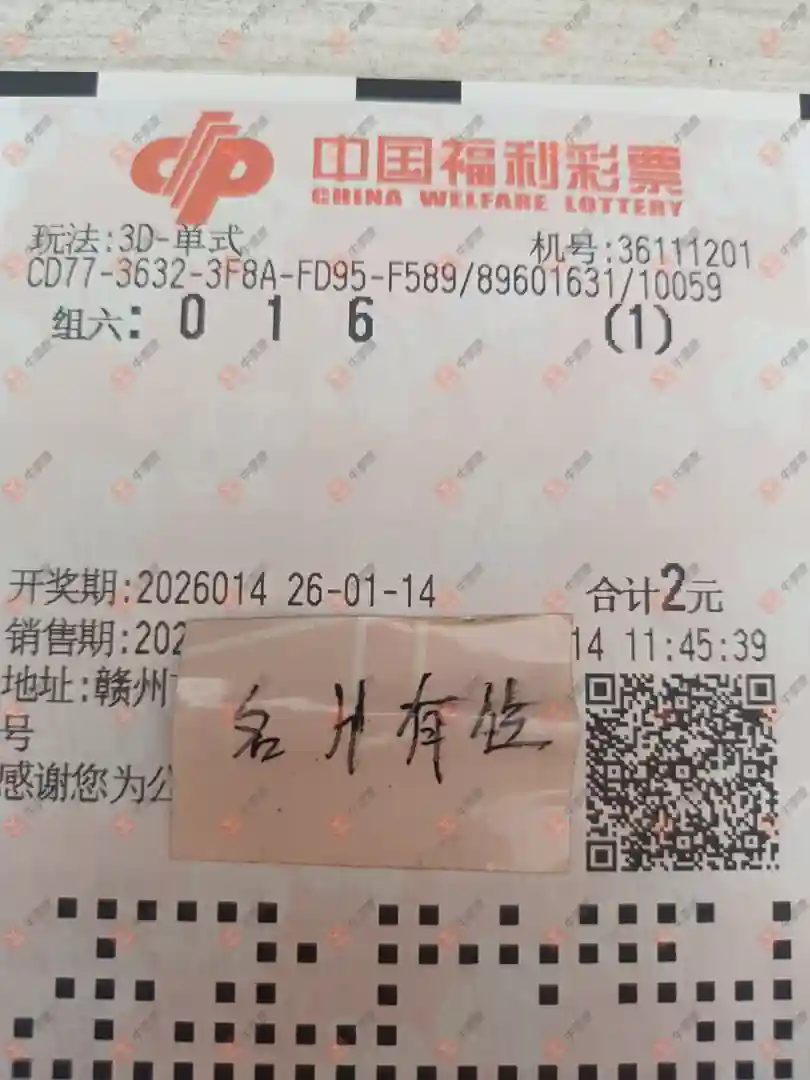 中国福利彩票
CHINA WELFARE LOTTERY
玩法:3D-单式 机号:36111201
CD77-3632-3F8A-FD95-F589/89601631/10059
组六: 0 1 6 (1)
开奖期:2026014 26-01-14 合计2元
销售期:202 14 11:45:39
地址:赣州
号
感谢您为公
名片有